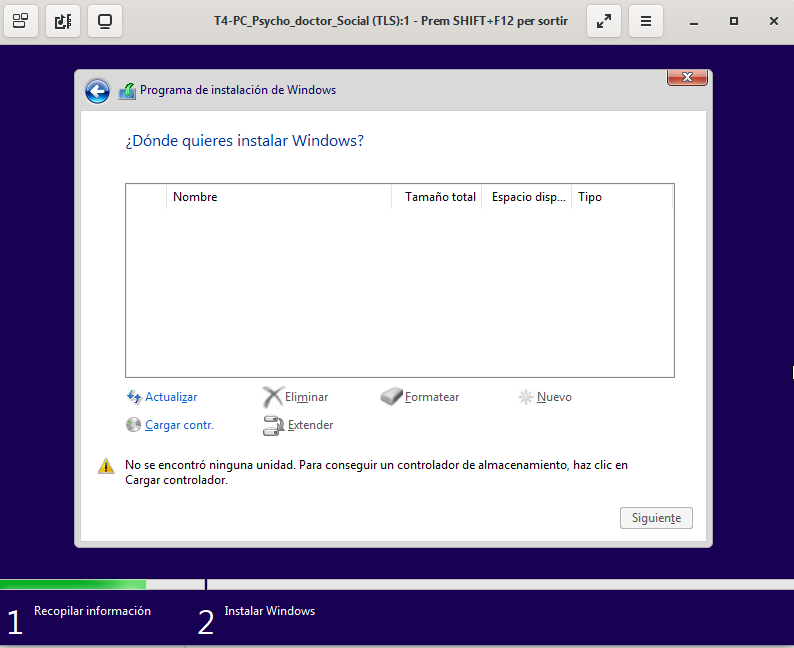 T4-PC_Psycho_doctor_Social (TLS):1 - Prem SHIFT+F12 per sortir
Programa de instalación de Windows
¿Dónde quieres instalar Windows?
Nombre Tamaño total Espacio disp... Tipo
Actualizar Eliminar Formatear Nuevo
Cargar contr. Extender
No se encontró ninguna unidad. Para conseguir un controlador de almacenamiento, haz clic en
Cargar controlador.
Siguiente
1 Recopilar información 2 Instalar Windows